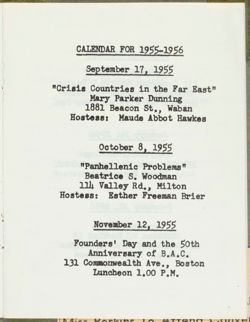 CALENDAR FOR 1955-1956
September 17, 1955
"Crisis Countries in the Far East"
Mary Parker Dunning
1881 Beacon St., Waban
Hostess: Maude Abbot Hawkes
October 8, 1955
"Panhellenic Problems"
Beatrice S. Woodman
114 Valley Rd., Milton
Hostess: Esther Freeman Brier
November 12, 1955
Founders' Day and the 50th
Anniversary of B.A.C.
131 Commonwealth Ave., Boston
Luncheon 1.00 P.M.